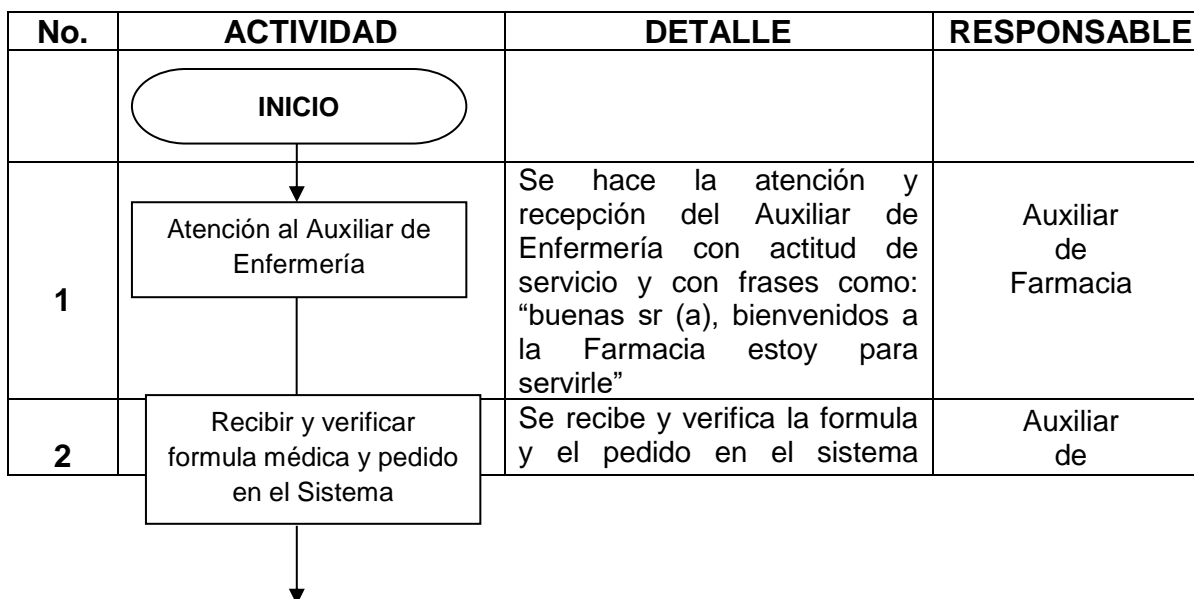 No. ACTIVIDAD DETALLE RESPONSABLE
INICIO
1
Atención al Auxiliar de
Enfermería
Se hace la atención y
recepción del Auxiliar de
Enfermería con actitud de
servicio y con frases como:
“buenas sr (a), bienvenidos a
la Farmacia estoy para
servirle”
Auxiliar
de
Farmacia
2
Recibir y verificar
formula médica y pedido
en el Sistema
Se recibe y verifica la formula
y el pedido en el sistema
Auxiliar
de